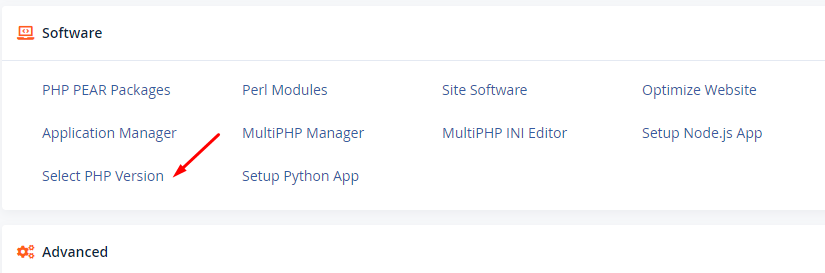 Software
PHP PEAR Packages Perl Modules Site Software Optimize Website
Application Manager MultiPHP Manager MultiPHP INI Editor Setup Node.js App
Select PHP Version Setup Python App
Advanced